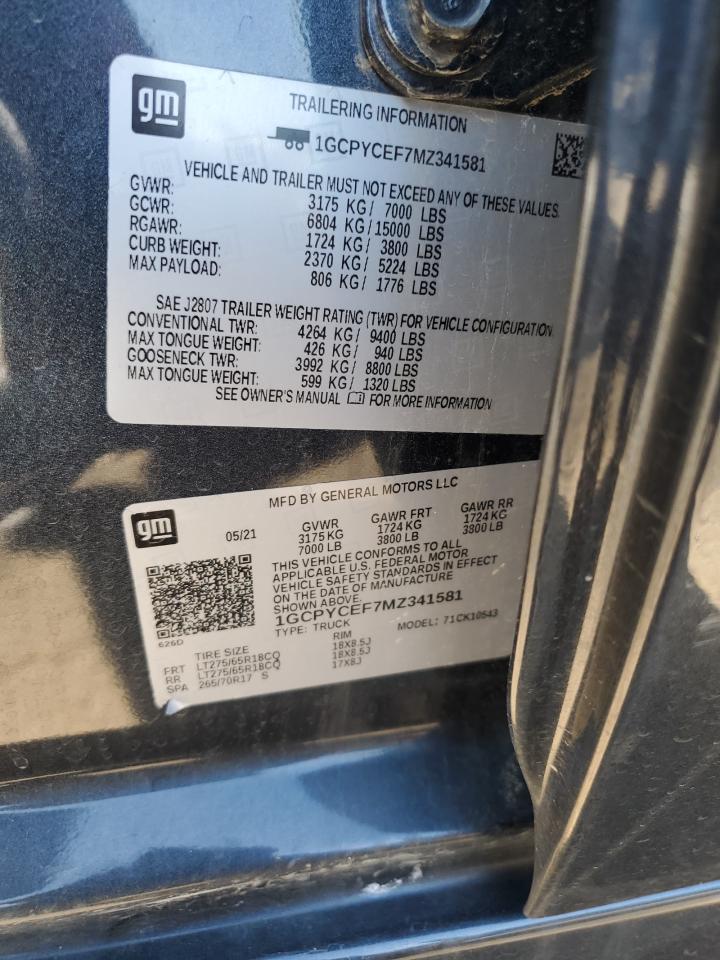 gm
TRAILERING INFORMATION
1GCPYCEF7MZ341581
VEHICLE AND TRAILER MUST NOT EXCEED ANY OF THESE VALUES.
GVWR: 3175 KG/ 7000 LBS
GCWR: 6804 KG/15000 LBS
RGAWR: 1724 KG/ 3800 LBS
CURB WEIGHT: 2370 KG/ 5224 LBS
MAX PAYLOAD: 806 KG/ 1776 LBS
SAE J2807 TRAILER WEIGHT RATING (TWR) FOR VEHICLE CONFIGURATION
CONVENTIONAL TWR: 4264 KG/ 9400 LBS
MAX TONGUE WEIGHT: 426 KG/ 940 LBS
GOOSENECK TWR: 3992 KG/ 8800 LBS
MAX TONGUE WEIGHT: 599 KG/ 1320 LBS
SEE OWNER'S MANUAL FOR MORE INFORMATION
gm
MFD BY GENERAL MOTORS LLC
05/21 GVWR GAWR FRT GAWR RR
3175 KG 1724 KG 1724 KG
7000 LB 3800 LB 3800 LB
THIS VEHICLE CONFORMS TO ALL
APPLICABLE U.S. FEDERAL MOTOR
VEHICLE SAFETY STANDARDS IN EFFECT
ON THE DATE OF MANUFACTURE
SHOWN ABOVE.
1GCPYCEF7MZ341581
TYPE: TRUCK MODEL: 71CK10543
626D
TIRE SIZE RIM
FRT LT275/65R18CQ 18X8.5J
RR LT275/65R18CQ 18X8.5J
SPA 265/70R17 S 17X8J